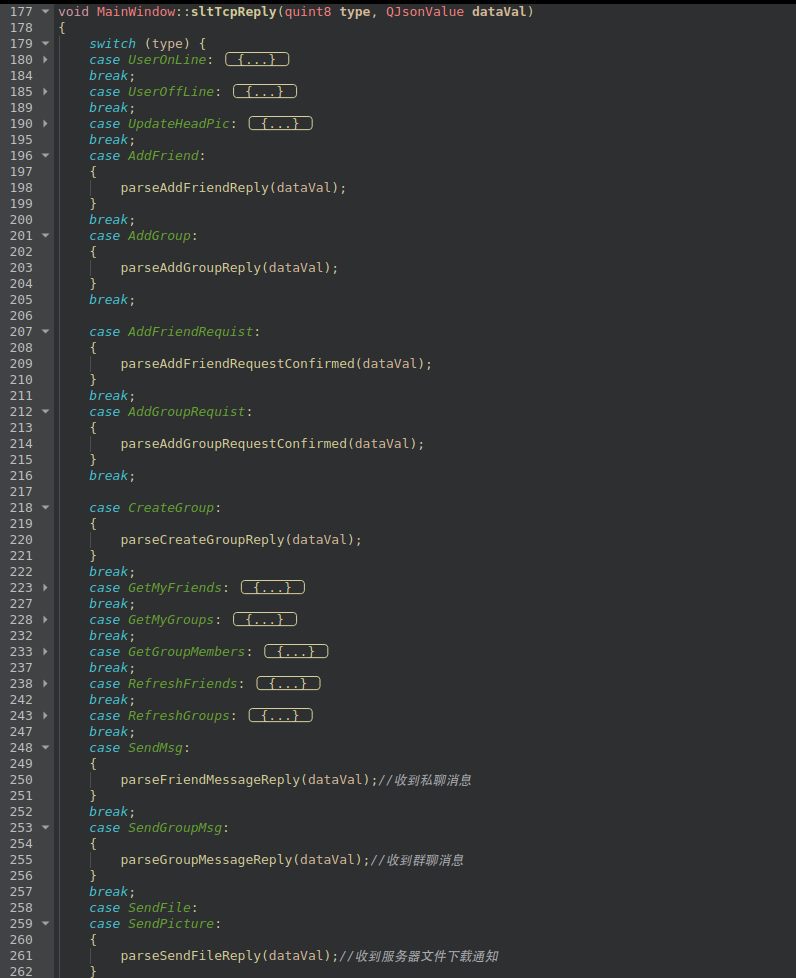 177 void MainWindow::sltTcpReply(quint8 type, QJsonValue dataVal)
178 {
179 switch (type) {
180 case UserOnLine: {...}
184 break;
185 case UserOffLine: {...}
189 break;
190 case UpdateHeadPic: {...}
195 break;
196 case AddFriend:
197 {
198 parseAddFriendReply(dataVal);
199 }
200 break;
201 case AddGroup:
202 {
203 parseAddGroupReply(dataVal);
204 }
205 break;
206
207 case AddFriendRequist:
208 {
209 parseAddFriendRequestConfirmed(dataVal);
210 }
211 break;
212 case AddGroupRequist:
213 {
214 parseAddGroupRequestConfirmed(dataVal);
215 }
216 break;
217
218 case CreateGroup:
219 {
220 parseCreateGroupReply(dataVal);
221 }
222 break;
223 case GetMyFriends: {...}
227 break;
228 case GetMyGroups: {...}
232 break;
233 case GetGroupMembers: {...}
237 break;
238 case RefreshFriends: {...}
242 break;
243 case RefreshGroups: {...}
247 break;
248 case SendMsg:
249 {
250 parseFriendMessageReply(dataVal);//收到私聊消息
251 }
252 break;
253 case SendGroupMsg:
254 {
255 parseGroupMessageReply(dataVal);//收到群聊消息
256 }
257 break;
258 case SendFile:
259 case SendPicture:
260 {
261 parseSendFileReply(dataVal);//收到服务器文件下载通知
262 }